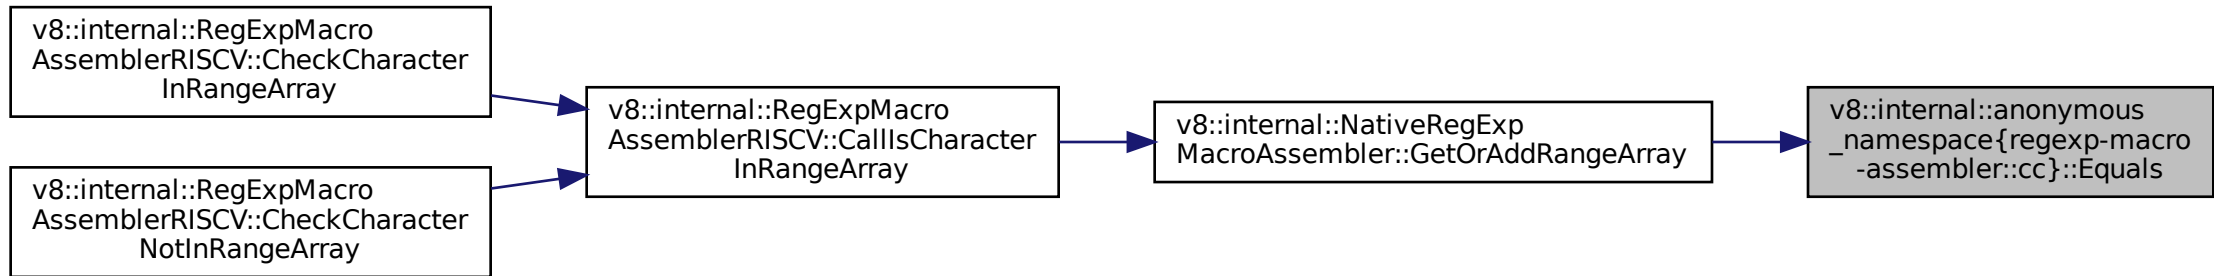 v8::internal::RegExpMacro
AssemblerRISCV::CheckCharacter
InRangeArray
v8::internal::RegExpMacro
AssemblerRISCV::CheckCharacter
NotInRangeArray
v8::internal::RegExpMacro
AssemblerRISCV::CallIsCharacter
InRangeArray
v8::internal::NativeRegExp
MacroAssembler::GetOrAddRangeArray
v8::internal::anonymous
_namespace{regexp-macro
-assembler::cc}::Equals